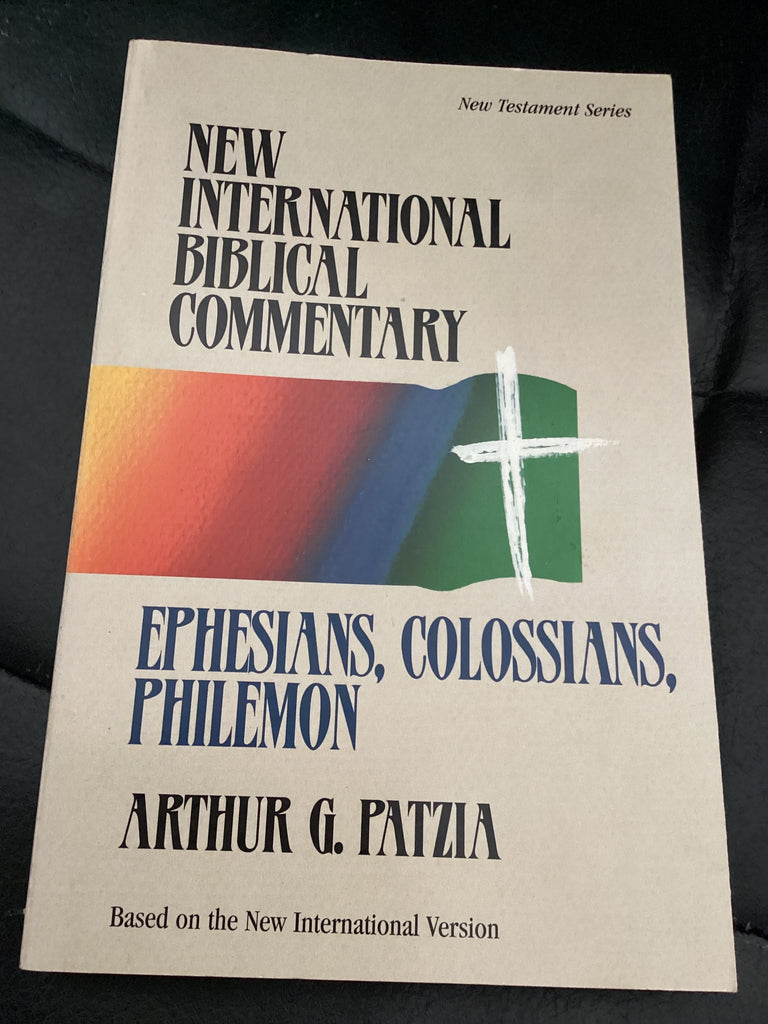 New Testament Series
NEW
INTERNATIONAL
BIBLICAL
COMMENTARY
EPHESIANS, COLOSSIANS,
PHILEMON
ARTHUR G. PATZIA
Based on the New International Version